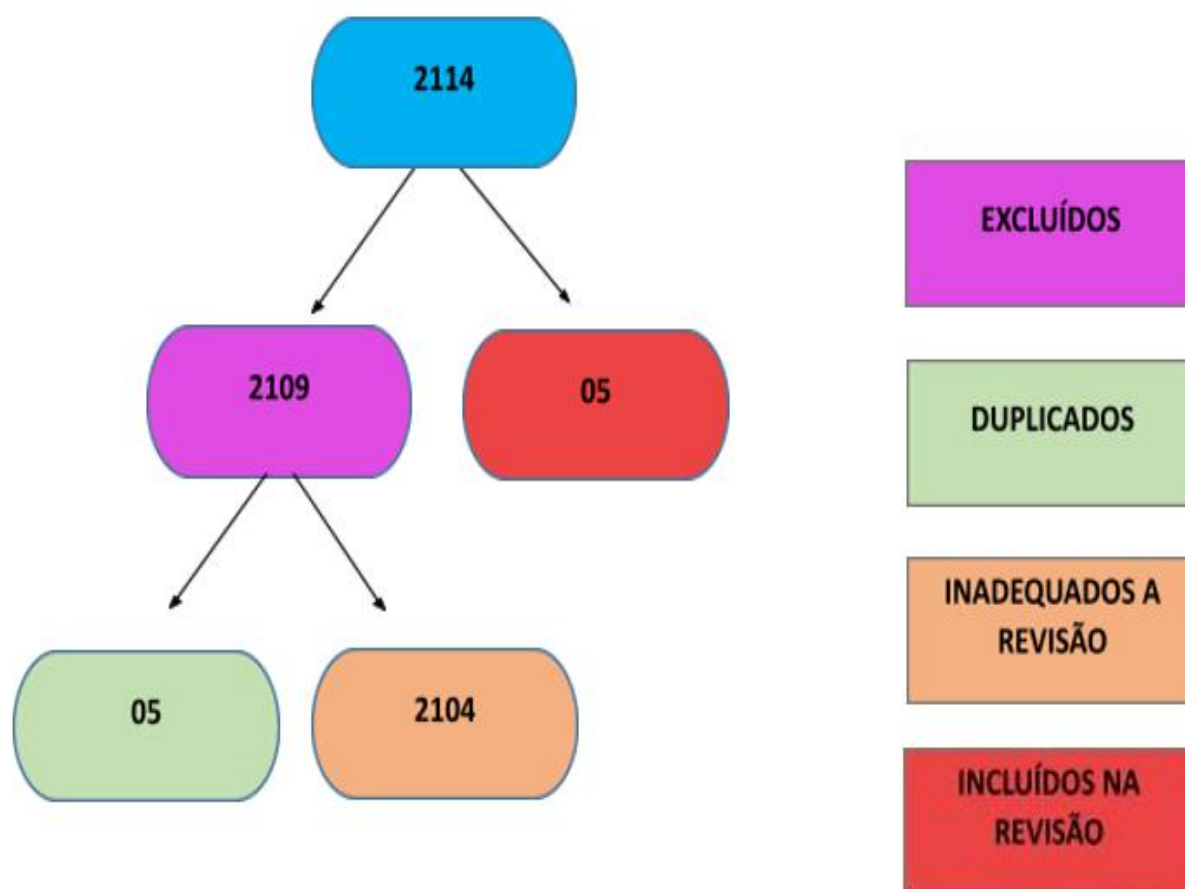 2114
2109
05
05
2104
EXCLUÍDOS
DUPLICADOS
INADEQUADOS A
REVISÃO
INCLUÍDOS NA
REVISÃO